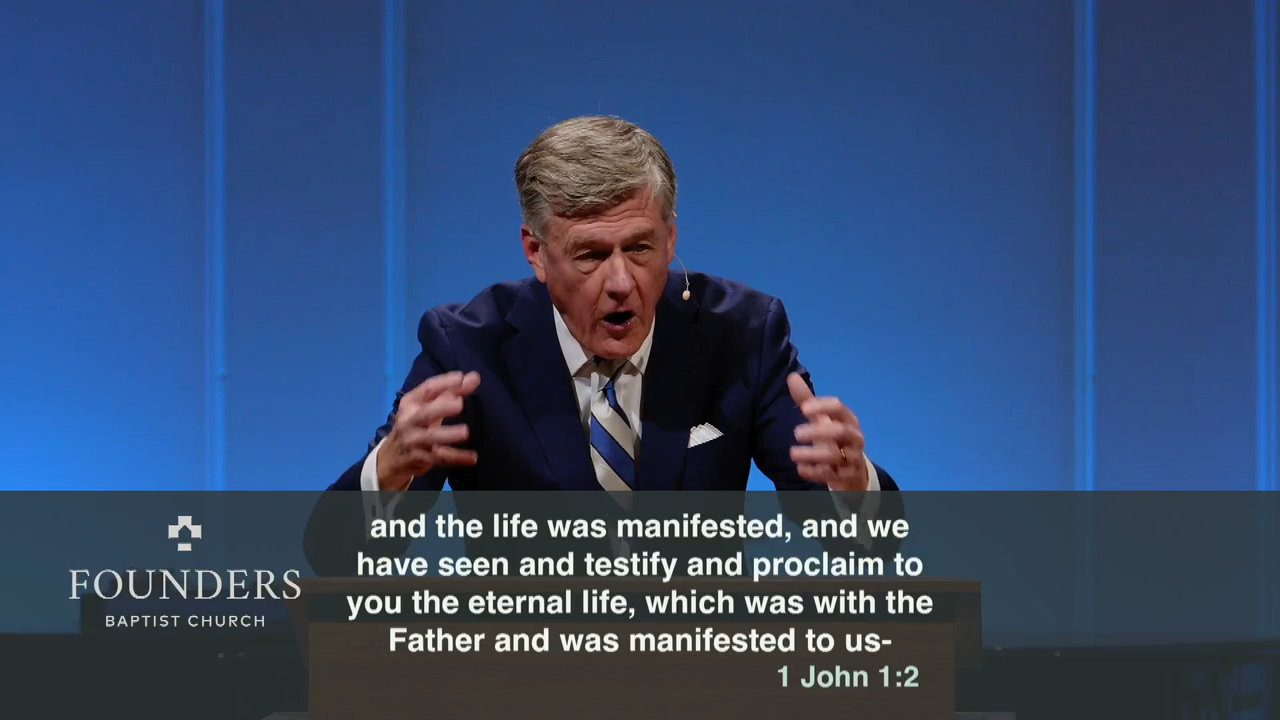 FOUNDERS
BAPTIST CHURCH
and the life was manifested, and we
have seen and testify and proclaim to
you the eternal life, which was with the
Father and was manifested to us-
1 John 1:2